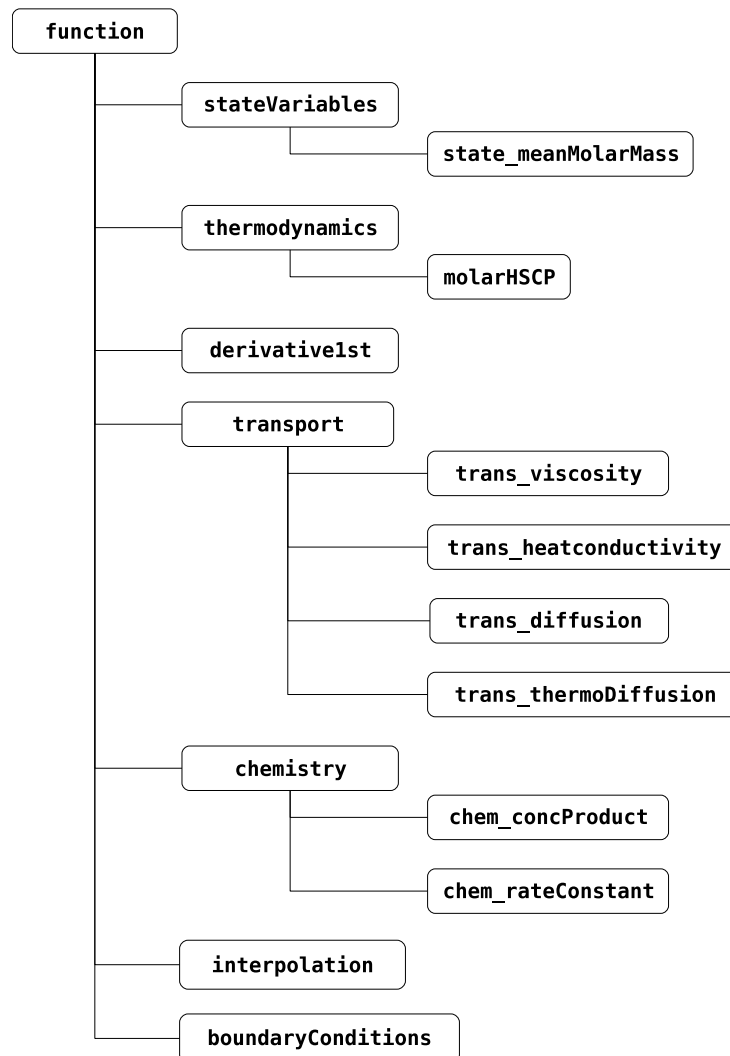 function
stateVariables
state_meanMolarMass
thermodynamics
molarHSCP
derivative1st
transport
trans_viscosity
trans_heatconductivity
trans_diffusion
trans_thermoDiffusion
chemistry
chem_concProduct
chem_rateConstant
interpolation
boundaryConditions